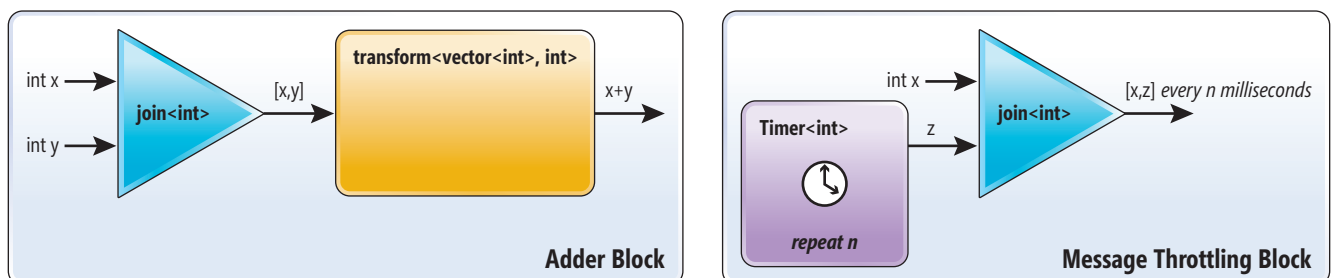 transform<vector<int>, int>
int x
[x,y]
x+y
join<int>
int y
Adder Block
int x
[x,z] every n milliseconds
join<int>
Timer<int>
z
repeat n
Message Throttling Block